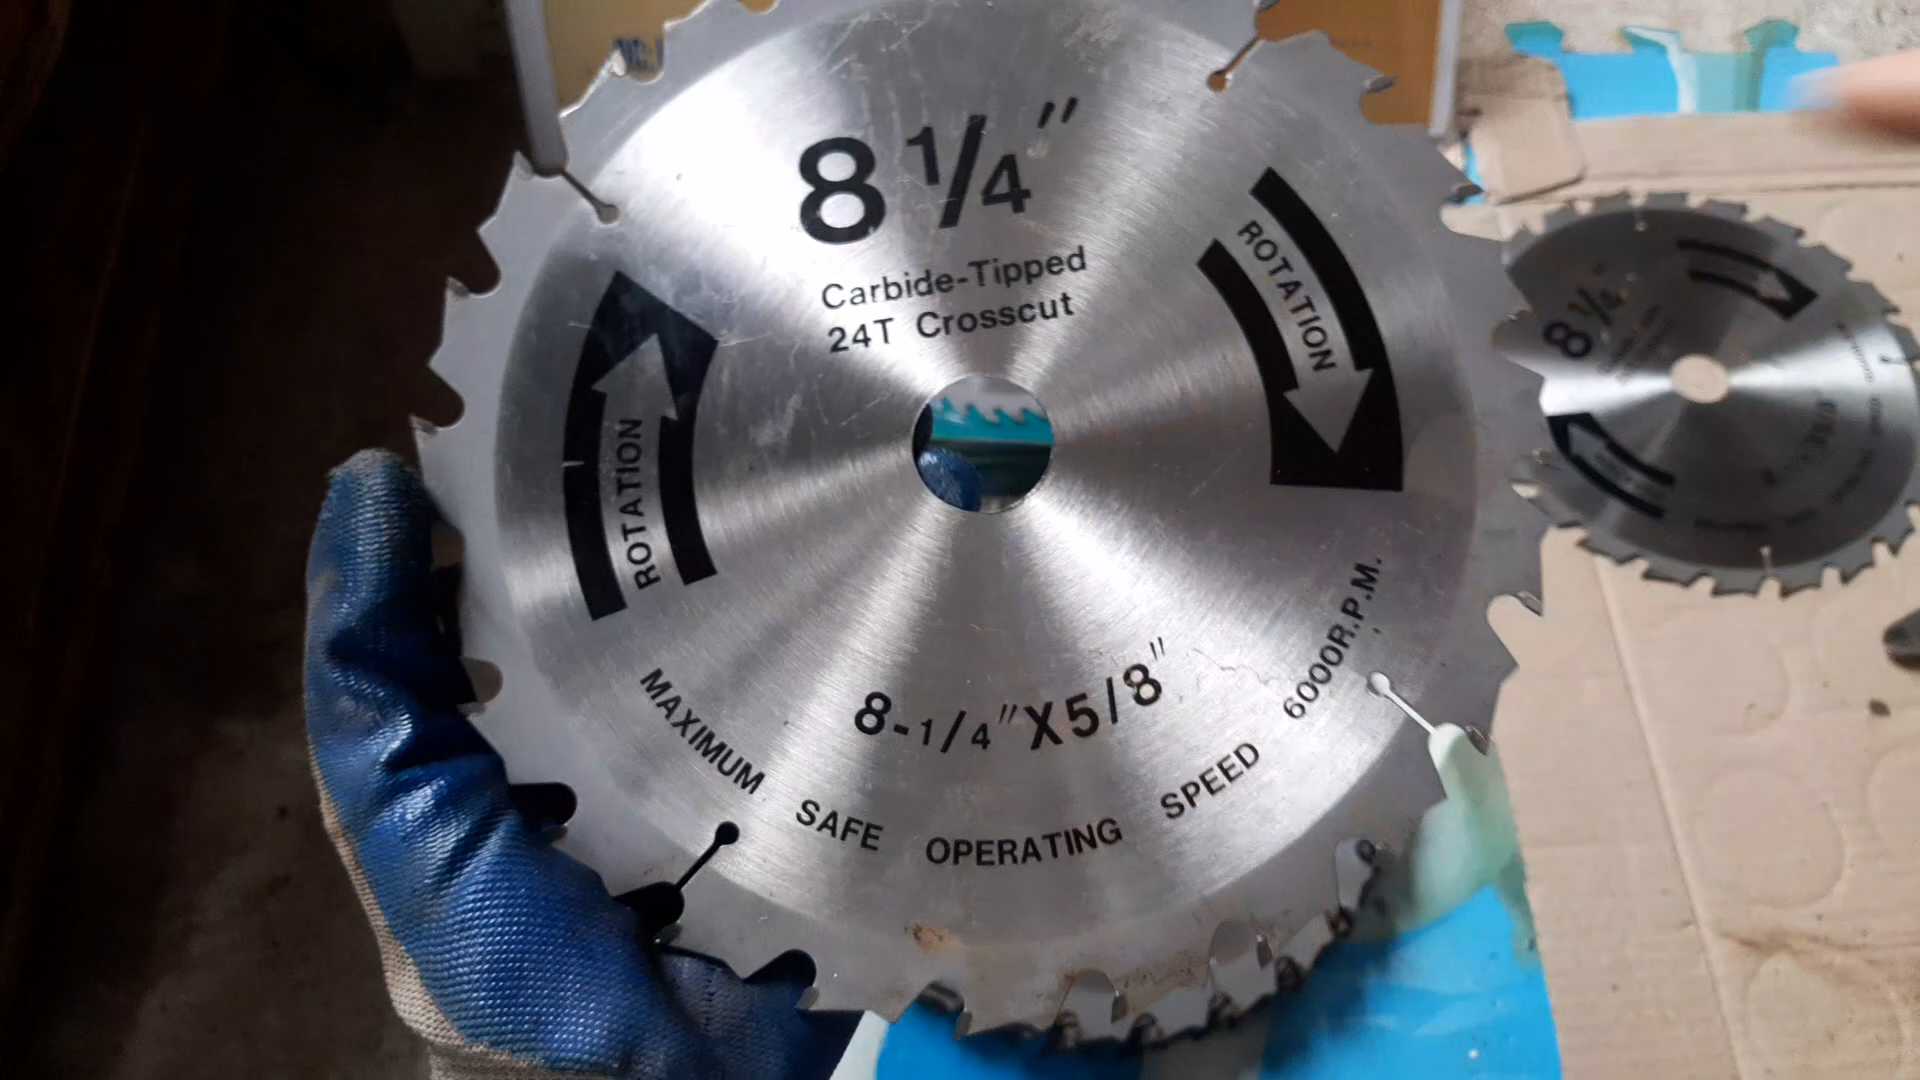 8 1/4"
Carbide-Tipped
24T Crosscut
ROTATION
ROTATION
8-1/4"X5/8"
MAXIMUM SAFE OPERATING SPEED 6000R.P.M.
8 1/4"